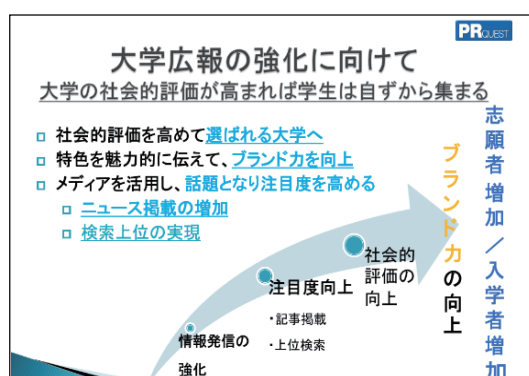 PRQUEST
大学広報の強化に向けて
大学の社会的評価が高まれば学生は自ずから集まる
社会的評価を高めて選ばれる大学へ
特色を魅力的に伝えて、ブランド力を向上
メディアを活用し、話題となり注目度を高める
ニュース掲載の増加
検索上位の実現
情報発信の
強化
注目度向上
・記事掲載
・上位検索
社会的
評価の
向上
ブランド力の向上
志願者増加／入学者増加